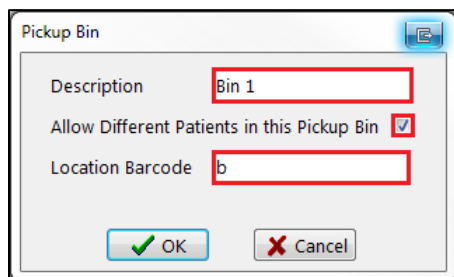 Pickup Bin
Description Bin 1
Allow Different Patients in this Pickup Bin
Location Barcode b
OK Cancel